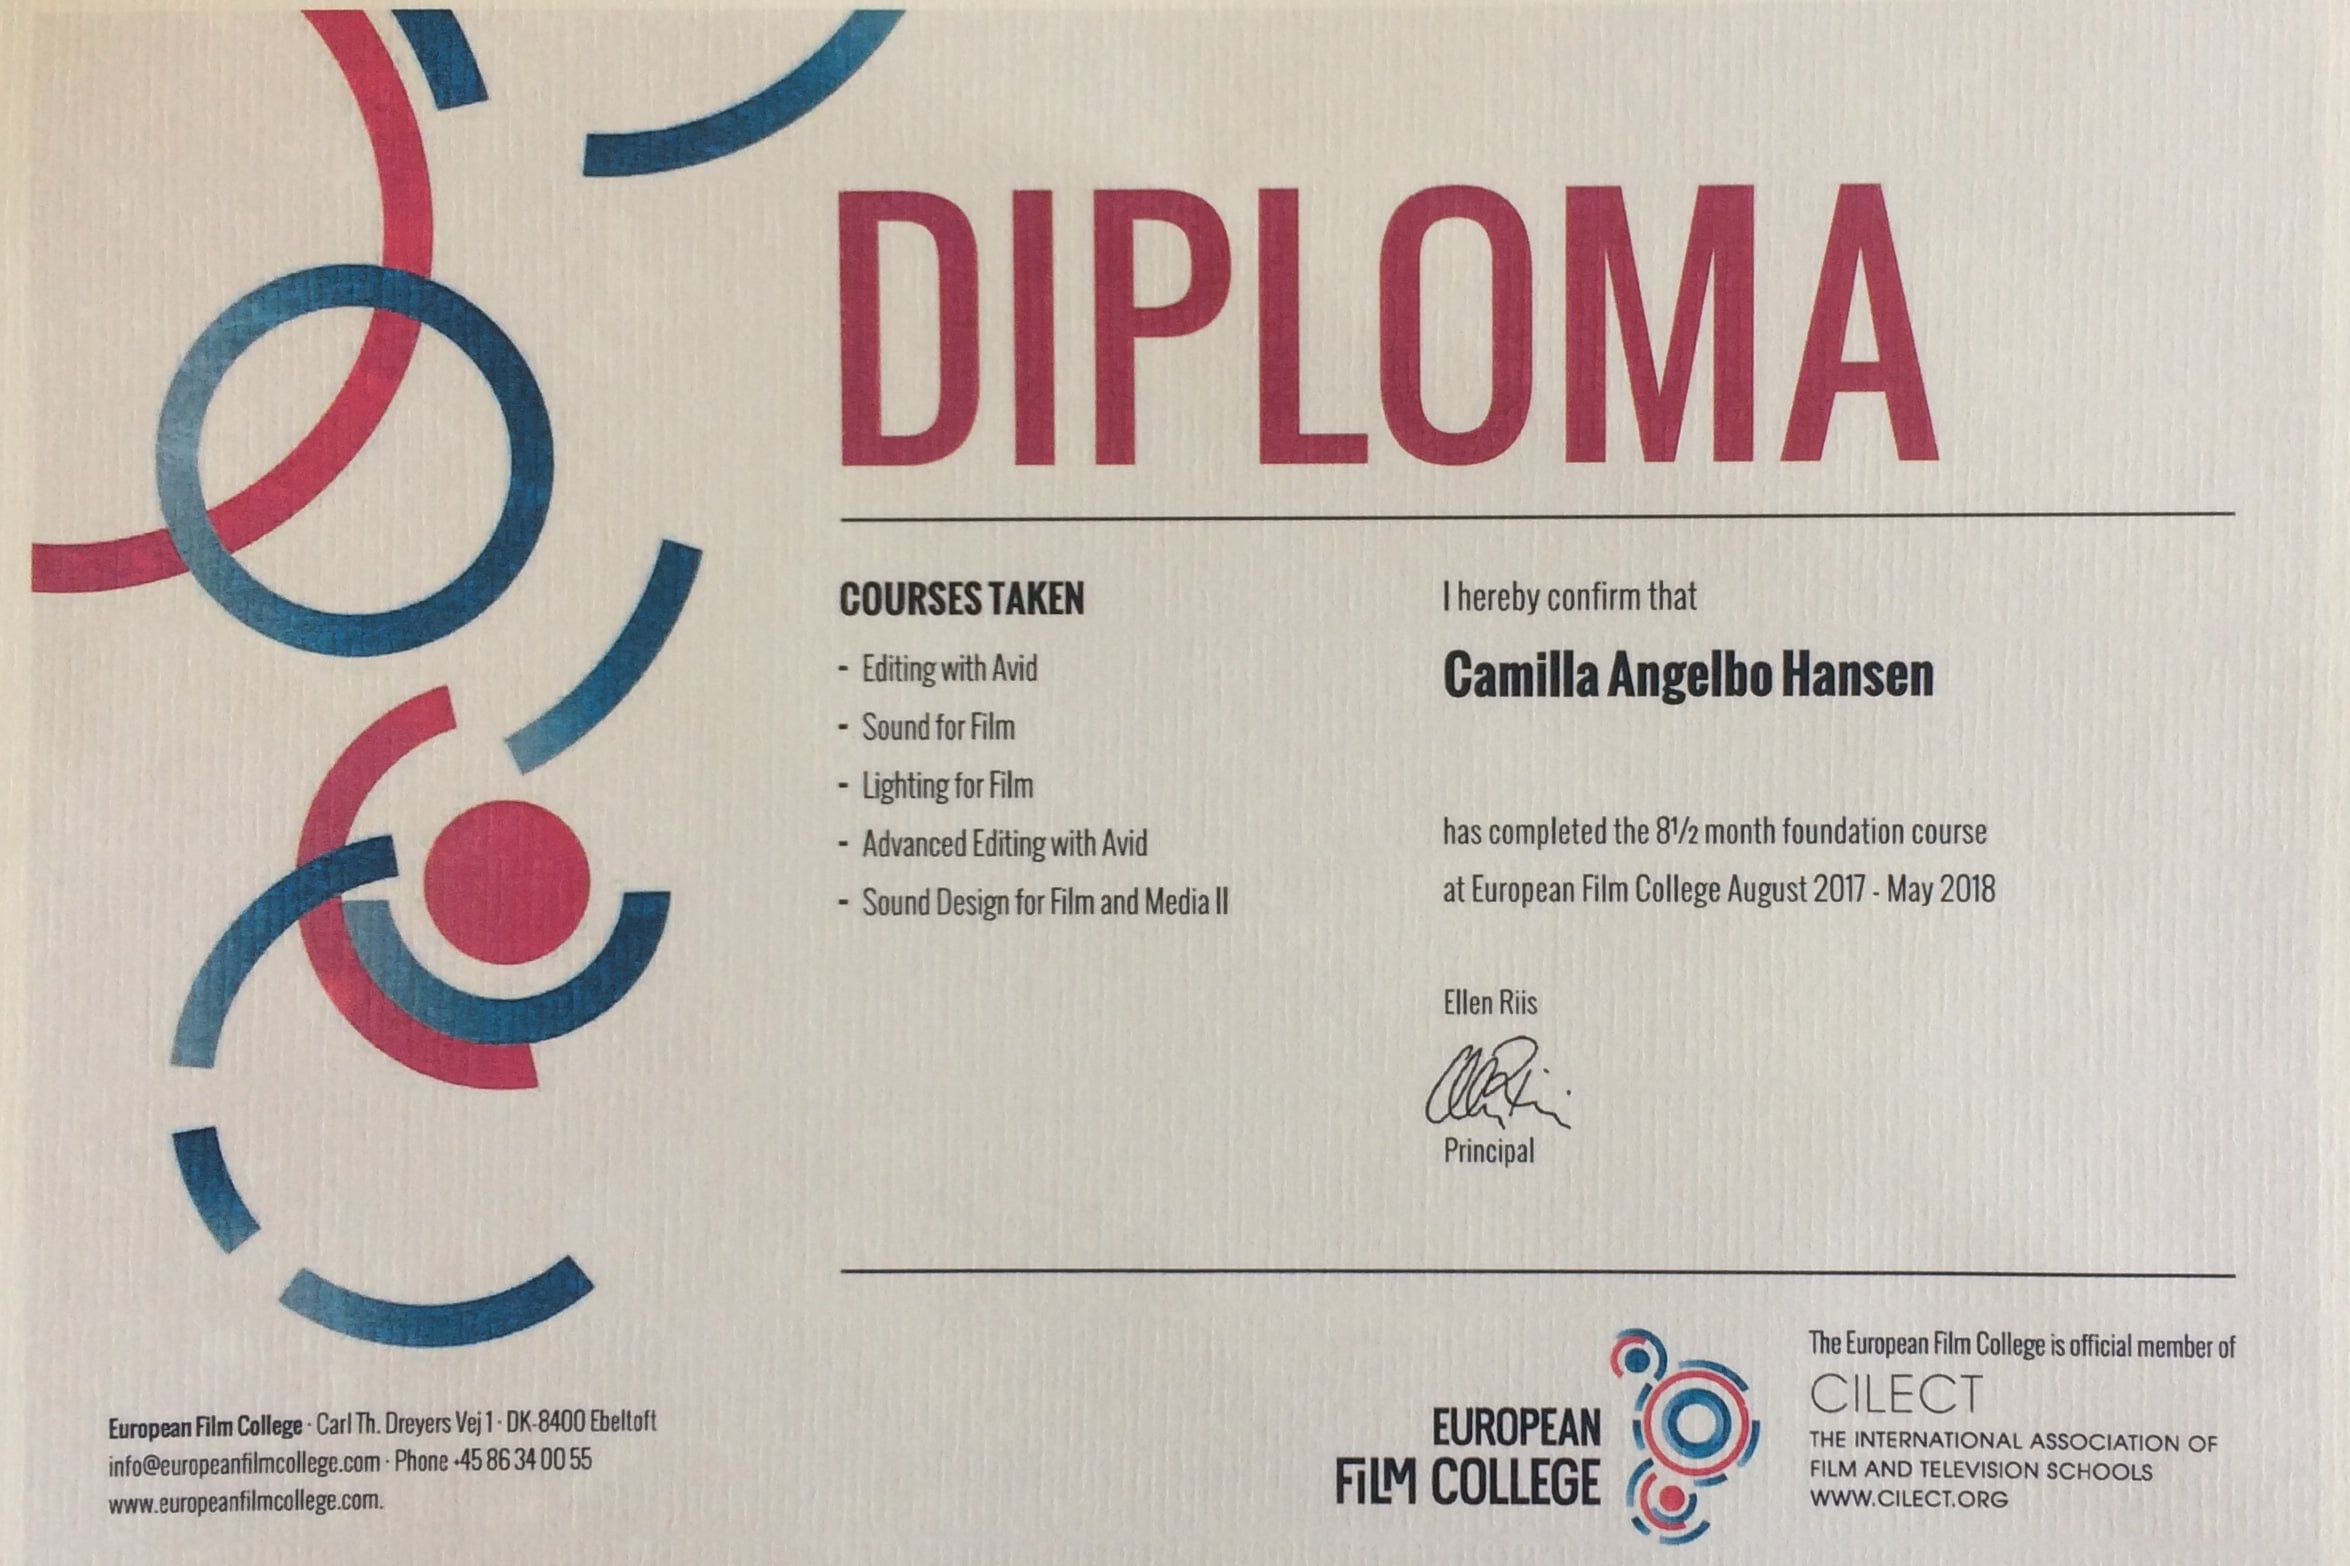 DIPLOMA
COURSES TAKEN
- Editing with Avid
- Sound for Film
- Lighting for Film
- Advanced Editing with Avid
- Sound Design for Film and Media II
I hereby confirm that
Camilla Angelbo Hansen
has completed the 8½ month foundation course
at European Film College August 2017 - May 2018
Ellen Riis
Principal
European Film College · Carl Th. Dreyers Vej 1 · DK-8400 Ebeltoft
info@europeanfilmcollege.com · Phone +45 86 34 00 55
www.europeanfilmcollege.com.
EUROPEAN
FiLM COLLEGE
The European Film College is official member of
CILECT
THE INTERNATIONAL ASSOCIATION OF
FILM AND TELEVISION SCHOOLS
WWW.CILECT.ORG